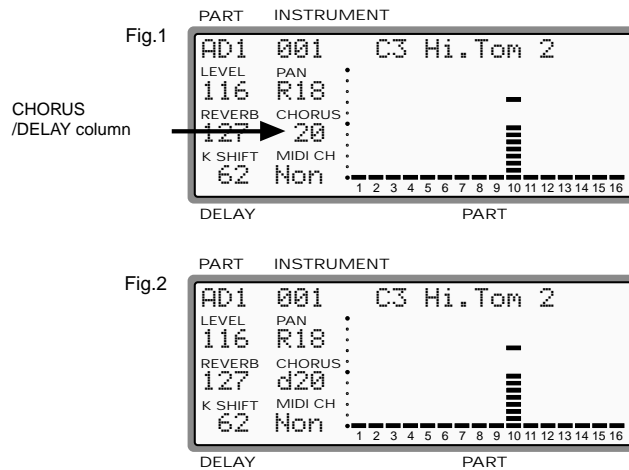 PART INSTRUMENT
Fig.1
AD1 001 C3 Hi.Tom 2
LEVEL PAN
116 R18
CHORUS
/DELAY column
REVERB CHORUS
127 20
K SHIFT MIDI CH
62 Non
1 2 3 4 5 6 7 8 9 10 11 12 13 14 15 16
DELAY PART
PART INSTRUMENT
Fig.2
AD1 001 C3 Hi.Tom 2
LEVEL PAN
116 R18
REVERB CHORUS
127 d20
K SHIFT MIDI CH
62 Non
1 2 3 4 5 6 7 8 9 10 11 12 13 14 15 16
DELAY PART